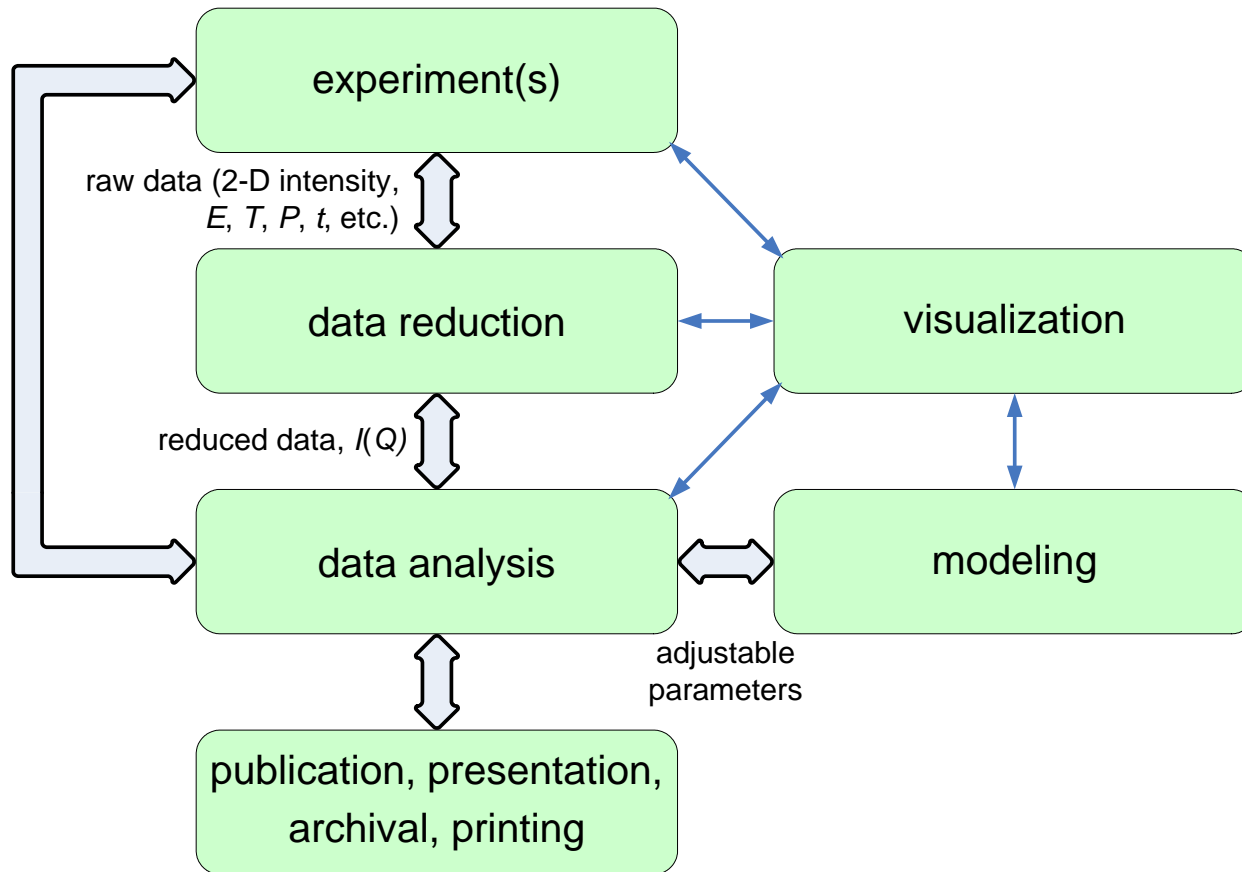 experiment(s)
raw data (2-D intensity,
E, T, P, t, etc.)
data reduction
visualization
reduced data, I(Q)
data analysis
modeling
adjustable
parameters
publication, presentation,
archival, printing